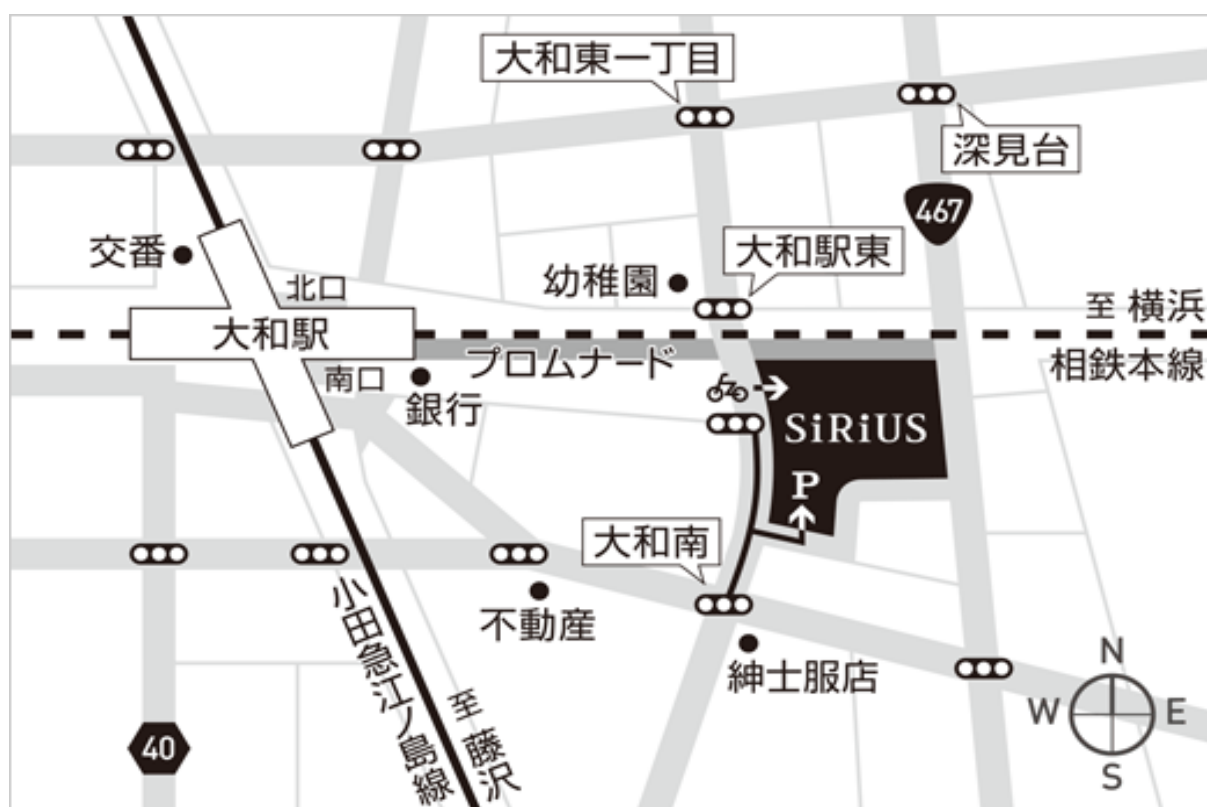 大和東一丁目
深見台
467
交番
北口
幼稚園
大和駅東
大和駅
至 横浜
プロムナード
相鉄本線
南口
銀行
SiRiUS
P
大和南
不動産
紳士服店
小田急江ノ島線
至 藤沢
40
N
W
E
S